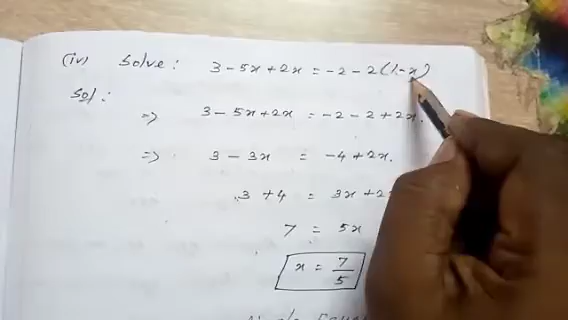 (iv) Solve: 3-5x+2x = -2-2(1-x)
Sol:
=> 3-5x+2x = -2-2+2x.
=> 3-3x = -4+2x.
3+4 = 3x+2
7 = 5x
x = 7/5